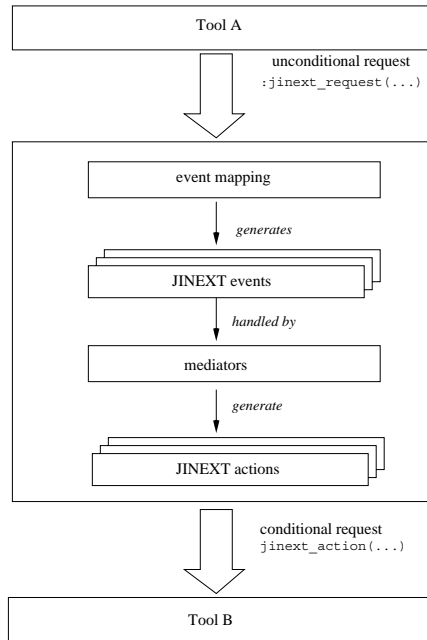 Tool A
unconditional request
:jinext_request(...)
event mapping
generates
JINEXT events
handled by
mediators
generate
JINEXT actions
conditional request
jinext_action(...)
Tool B